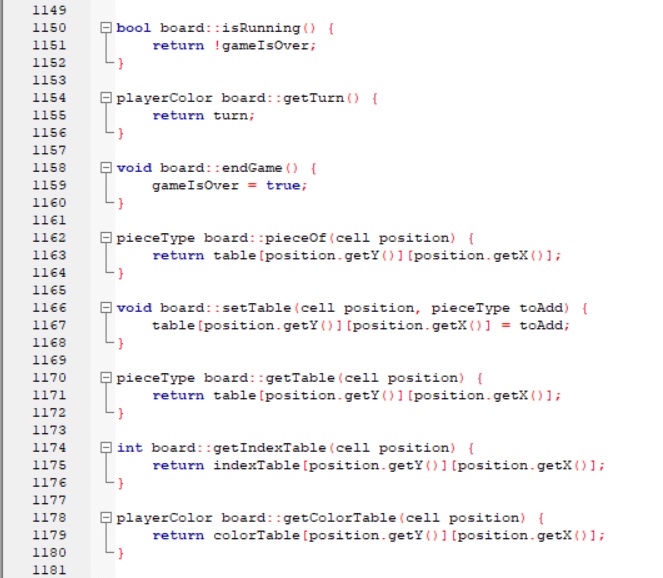 1149
1150 bool board::isRunning() {
1151 return !gameIsOver;
1152 }
1153
1154 playerColor board::getTurn() {
1155 return turn;
1156 }
1157
1158 void board::endGame() {
1159 gameIsOver = true;
1160 }
1161
1162 pieceType board::pieceOf(cell position) {
1163 return table[position.getY()][position.getX()];
1164 }
1165
1166 void board::setTable(cell position, pieceType toAdd) {
1167 table[position.getY()][position.getX()] = toAdd;
1168 }
1169
1170 pieceType board::getTable(cell position) {
1171 return table[position.getY()][position.getX()];
1172 }
1173
1174 int board::getIndexTable(cell position) {
1175 return indexTable[position.getY()][position.getX()];
1176 }
1177
1178 playerColor board::getColorTable(cell position) {
1179 return colorTable[position.getY()][position.getX()];
1180 }
1181